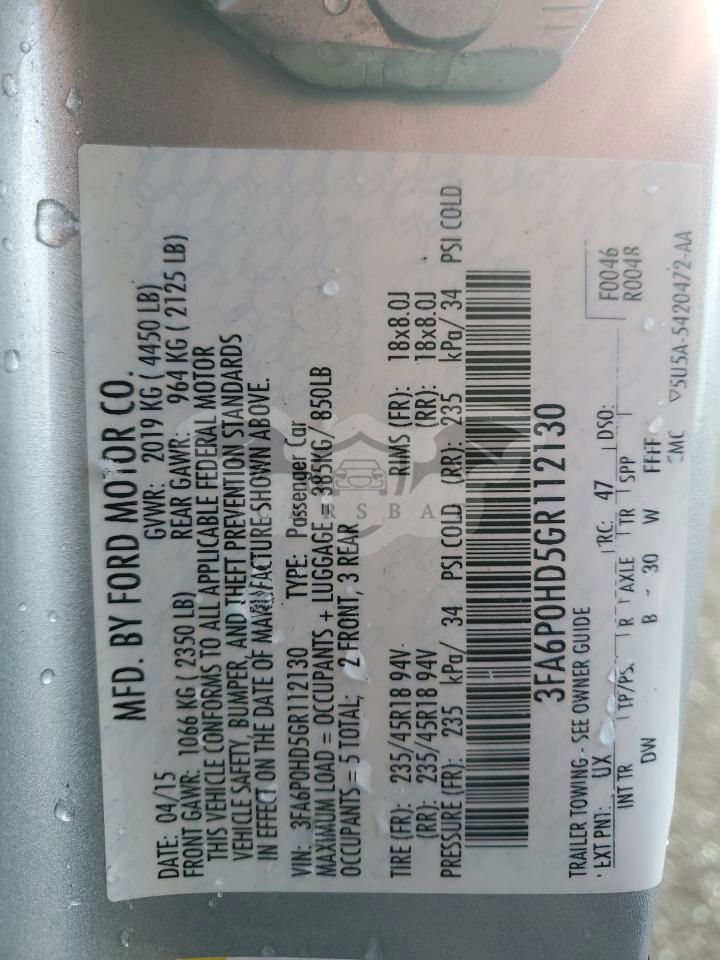 MFD. BY FORD MOTOR CO.
DATE: 04/15 GVWR: 2019 KG ( 4450 LB)
FRONT GAWR: 1066 KG ( 2350 LB) REAR GAWR: 964 KG ( 2125 LB)
THIS VEHICLE CONFORMS TO ALL APPLICABLE FEDERAL MOTOR
VEHICLE SAFETY, BUMPER, AND THEFT PREVENTION STANDARDS
IN EFFECT ON THE DATE OF MANUFACTURE SHOWN ABOVE.
VIN: 3FA6P0HD5GR112130 TYPE: Passenger Car
MAXIMUM LOAD = OCCUPANTS + LUGGAGE = 385KG/ 850LB
OCCUPANTS = 5 TOTAL; 2 FRONT, 3 REAR
TIRE (FR): 235/45R18 94V RIMS (FR): 18x8.0J
(RR): 235/45R18 94V (RR): 18x8.0J
PRESSURE (FR): 235 kPa/ 34 PSI COLD (RR): 235 kPa/ 34 PSI COLD
3FA6P0HD5GR112130
TRAILER TOWING - SEE OWNER GUIDE F0046
EXT PNT: UX RC: 47 DSO: R0048
INT TR TP/PS R AXLE TR SPP
DW B 30 W
5U5A-5420472-AA